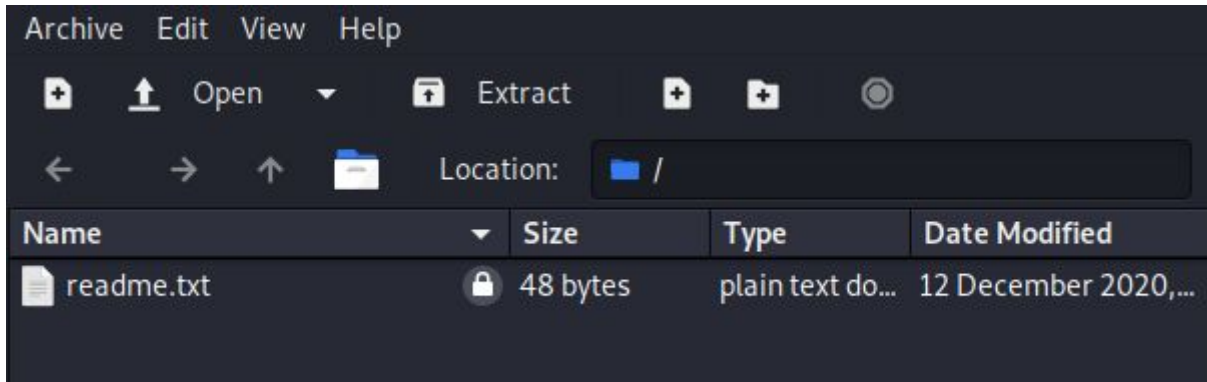 Archive Edit View Help
Open Extract
Location: /
Name Size Type Date Modified
readme.txt 48 bytes plain text do... 12 December 2020,...